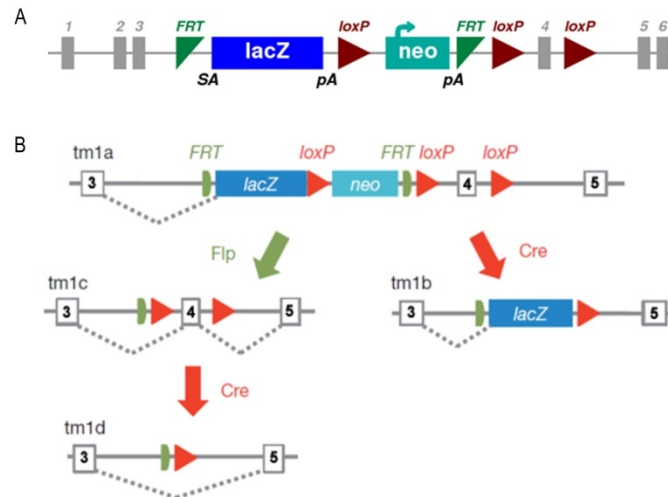 A
1 2 3 FRT lacZ loxP neo FRT loxP 4 loxP 5 6
SA pA pA
B
tm1a FRT loxP FRT loxP loxP
3 lacZ neo 4 5
Flp Cre
tm1c tm1b
3 4 5 3 lacZ 5
Cre
tm1d
3 5